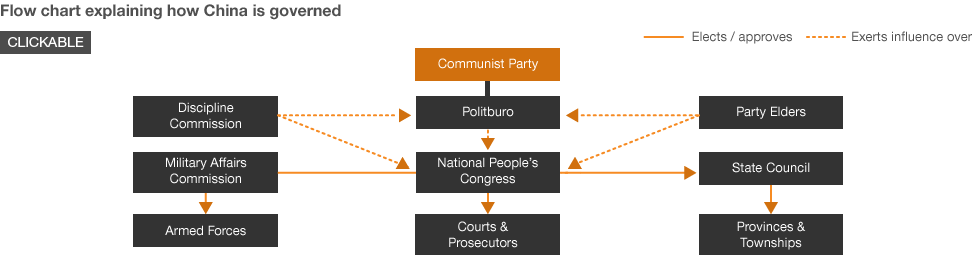 Flow chart explaining how China is governed
CLICKABLE
Elects / approves
Exerts influence over
Communist Party
Discipline
Commission
Politburo
Party Elders
Military Affairs
Commission
National People's
Congress
State Council
Armed Forces
Courts &
Prosecutors
Provinces &
Townships